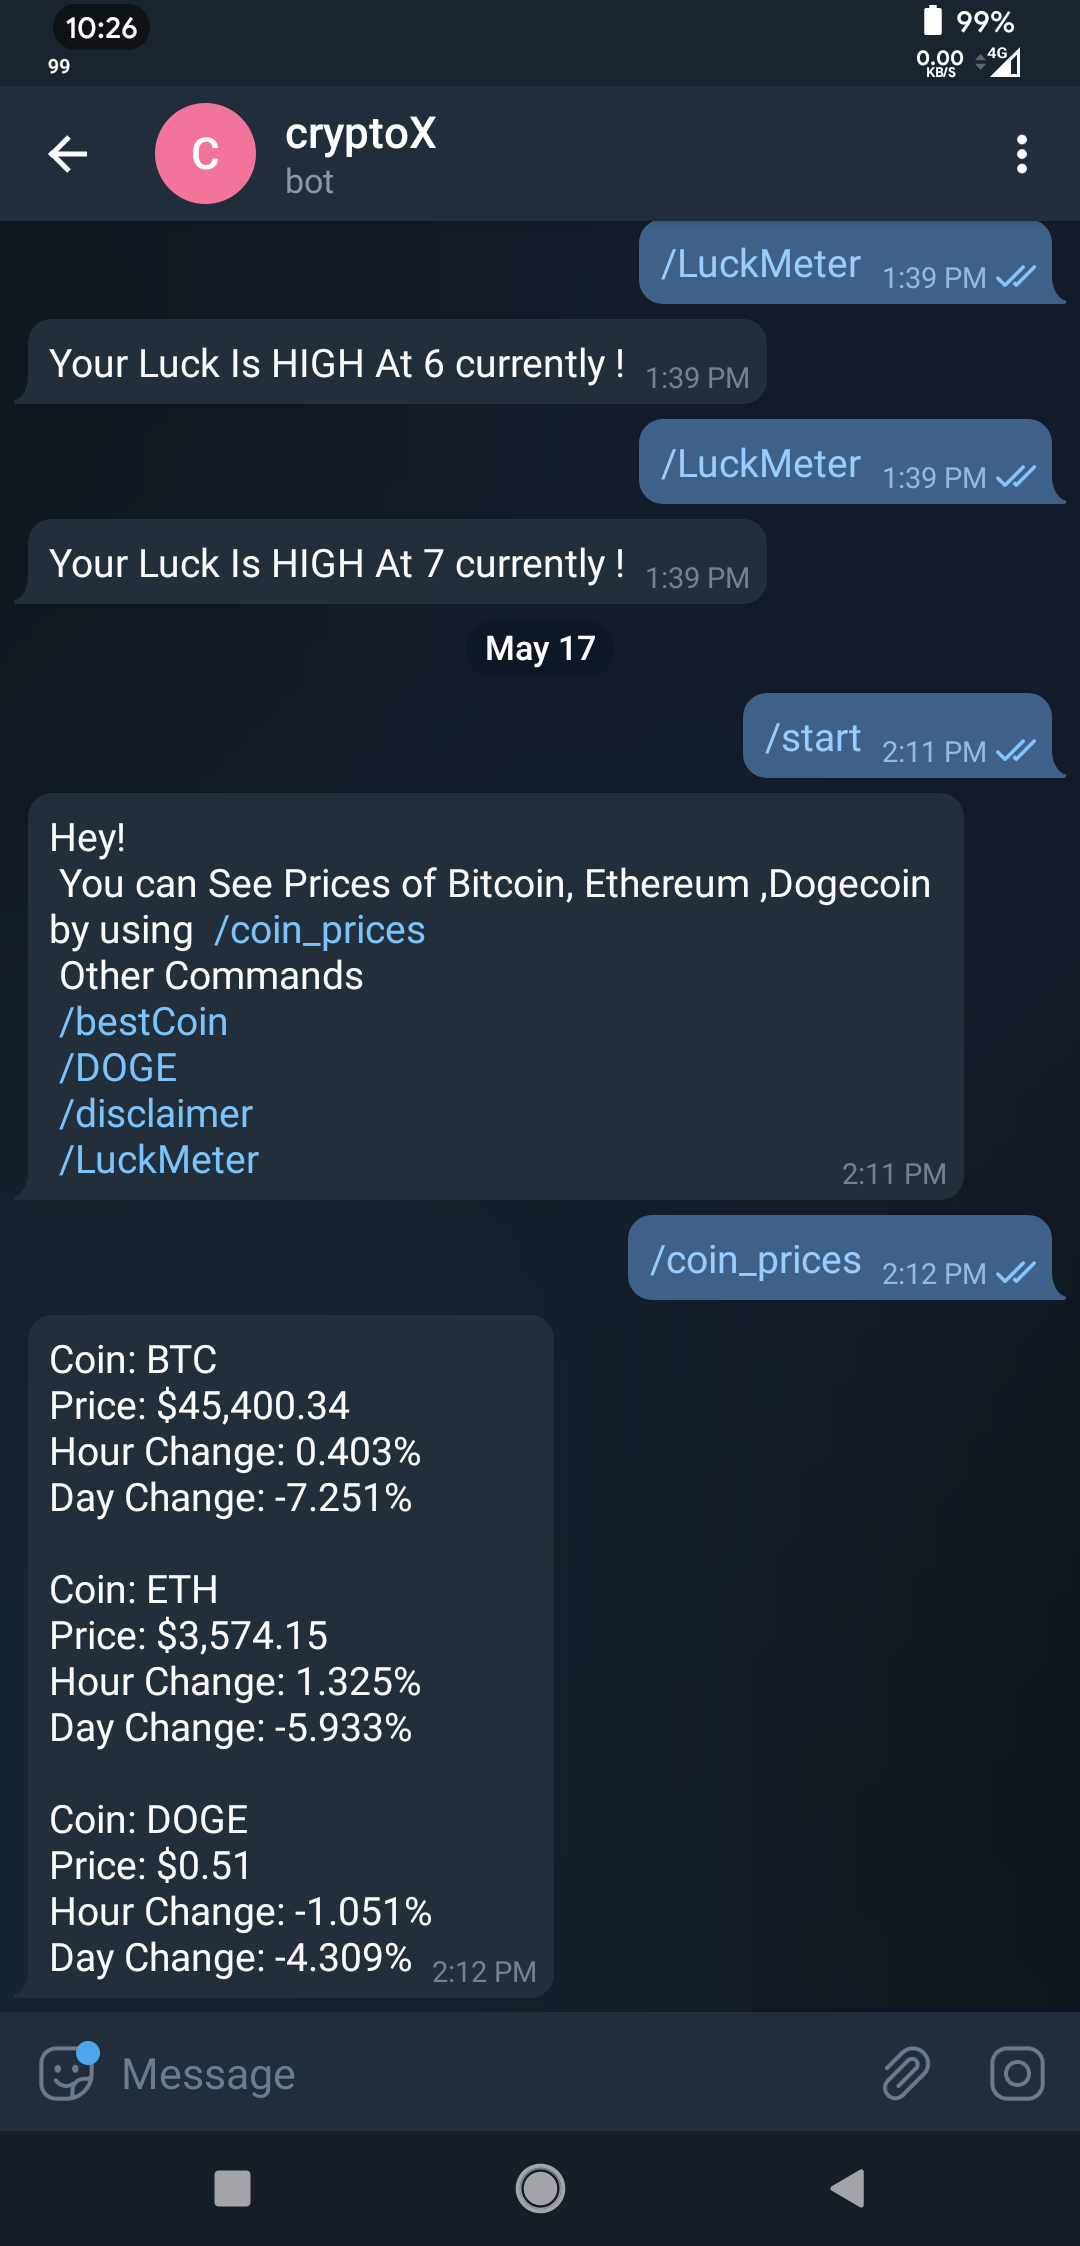 10:26
99%
99
0.00
KB/S
4G
C
cryptoX
bot
/LuckMeter 1:39 PM
Your Luck Is HIGH At 6 currently ! 1:39 PM
/LuckMeter 1:39 PM
Your Luck Is HIGH At 7 currently ! 1:39 PM
May 17
/start 2:11 PM
Hey!
You can See Prices of Bitcoin, Ethereum ,Dogecoin
by using /coin_prices
Other Commands
/bestCoin
/DOGE
/disclaimer
/LuckMeter
2:11 PM
/coin_prices 2:12 PM
Coin: BTC
Price: $45,400.34
Hour Change: 0.403%
Day Change: -7.251%
Coin: ETH
Price: $3,574.15
Hour Change: 1.325%
Day Change: -5.933%
Coin: DOGE
Price: $0.51
Hour Change: -1.051%
Day Change: -4.309% 2:12 PM
Message